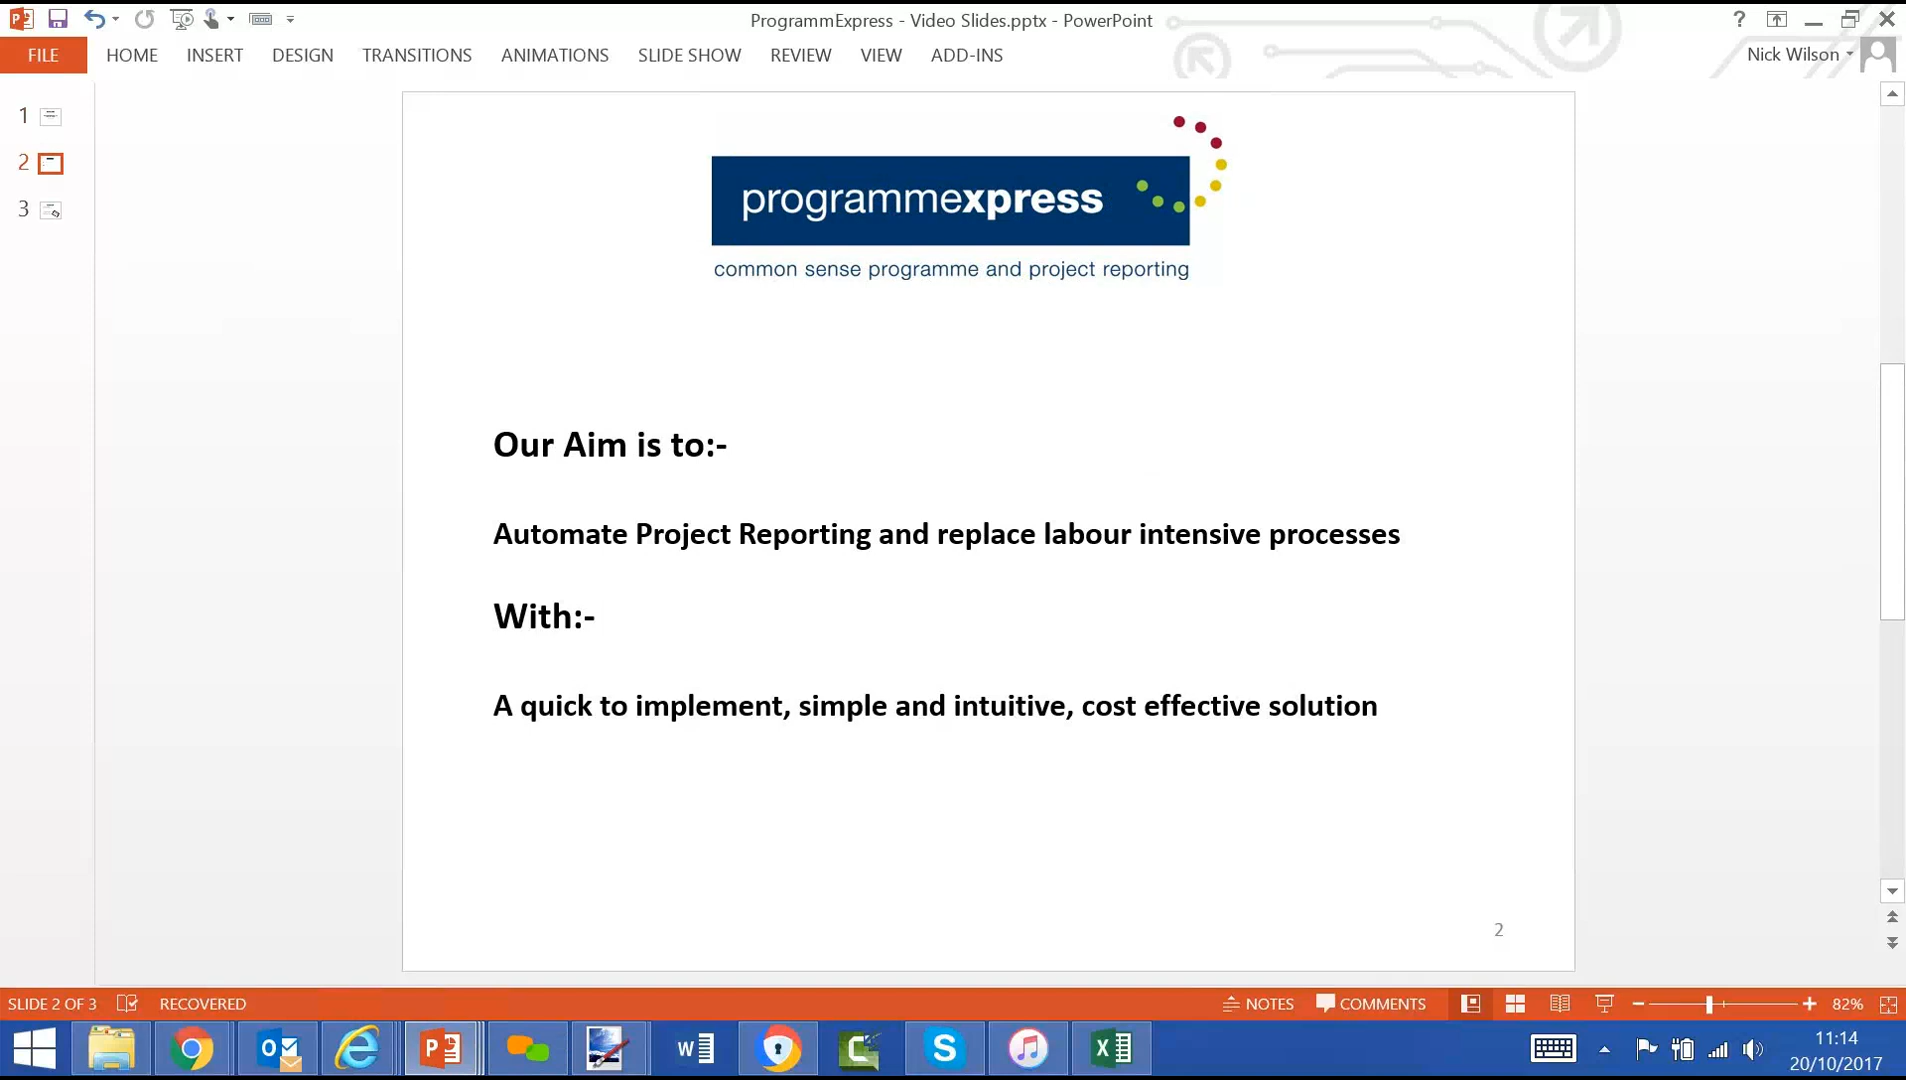 ProgrammExpress - Video Slides.pptx - PowerPoint
?
FILE HOME INSERT DESIGN TRANSITIONS ANIMATIONS SLIDE SHOW REVIEW VIEW ADD-INS
Nick Wilson
1
2
3
programmexpress
common sense programme and project reporting
Our Aim is to:-
Automate Project Reporting and replace labour intensive processes
With:-
A quick to implement, simple and intuitive, cost effective solution
2
SLIDE 2 OF 3 RECOVERED NOTES COMMENTS 82%
11:14
20/10/2017